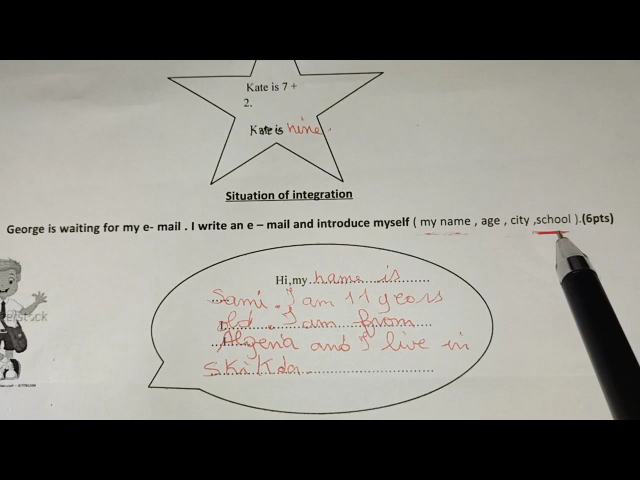 Kate is 7 +
2.
Kate is nine.
Situation of integration
George is waiting for my e- mail . I write an e – mail and introduce myself ( my name , age , city ,school ).(6pts)
Hi,my name is
Sami. I am 11 years
old. I am from
Algeria and I live in
Skikda.